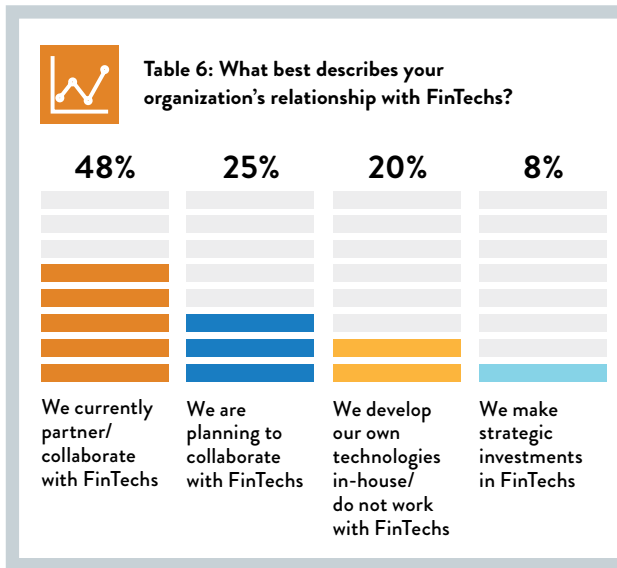 Table 6: What best describes your
organization’s relationship with FinTechs?
48%
25%
20%
8%
We currently
partner/
collaborate
with FinTechs
We are
planning to
collaborate
with FinTechs
We develop
our own
technologies
in-house/
do not work
with FinTechs
We make
strategic
investments
in FinTechs